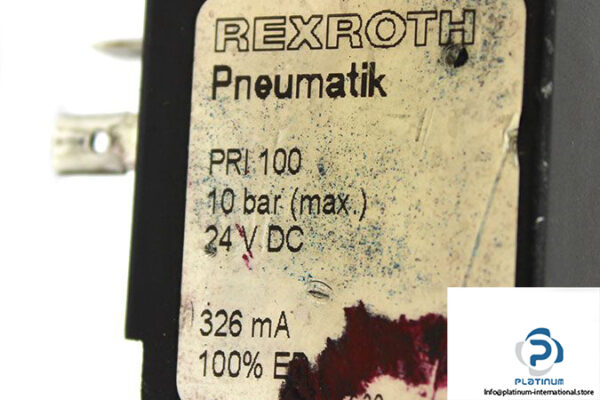 REXROTH
Pneumatik
PRI 100
10 bar (max.)
24 V DC
326 mA
100% ED
PLATINUM
Info@platinum-international.store